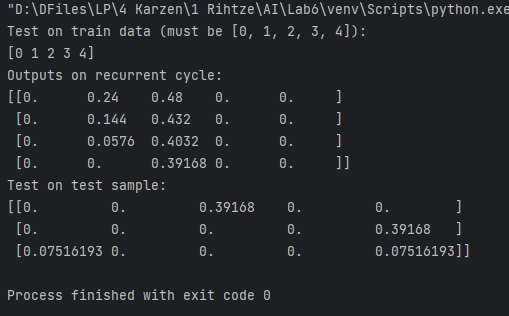 "D:\DFiles\LP\4 Karzen\1 Rihtze\AI\Lab6\venv\Scripts\python.exe
Test on train data (must be [0, 1, 2, 3, 4]):
[0 1 2 3 4]
Outputs on recurrent cycle:
[[0.      0.24    0.48    0.      0.     ]
 [0.      0.144   0.432   0.      0.     ]
 [0.      0.0576  0.4032  0.      0.     ]
 [0.      0.      0.39168 0.      0.     ]]
Test on test sample:
[[0.         0.         0.39168    0.         0.        ]
 [0.         0.         0.         0.         0.39168   ]
 [0.07516193 0.         0.         0.         0.07516193]]
Process finished with exit code 0